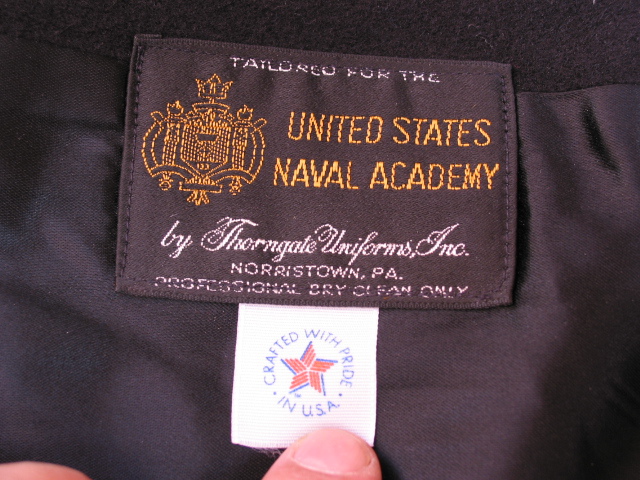 TAILORED FOR THE
UNITED STATES
NAVAL ACADEMY
by Thorngate Uniforms, Inc.
NORRISTOWN, PA.
PROFESSIONAL DRY CLEAN ONLY
· CRAFTED WITH PRIDE ·
IN U.S.A.